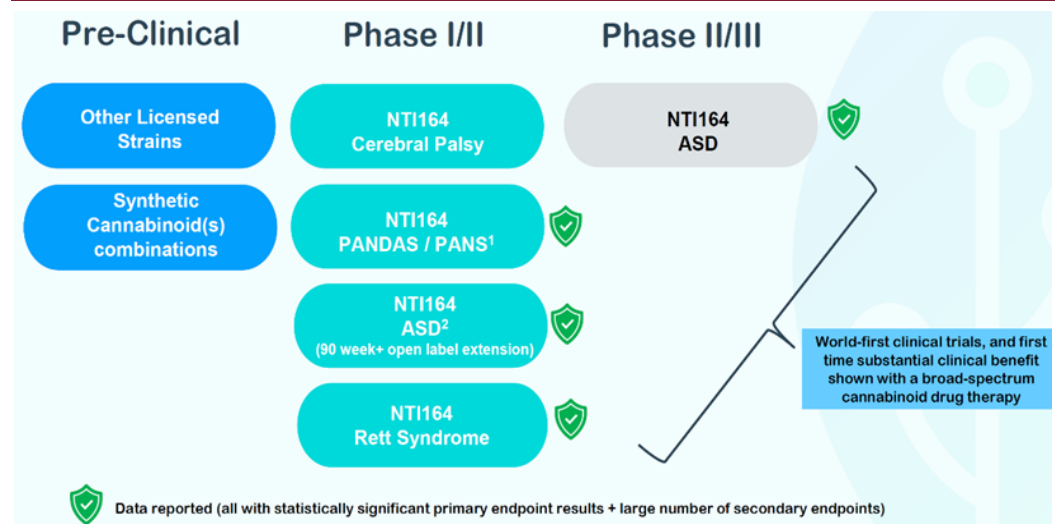 Pre-Clinical
Phase I/II
Phase II/III
Other Licensed
Strains
NTI164
Cerebral Palsy
NTI164
ASD
Synthetic
Cannabinoid(s)
combinations
NTI164
PANDAS / PANS¹
NTI164
ASD²
(90 week+ open label extension)
NTI164
Rett Syndrome
World-first clinical trials, and first
time substantial clinical benefit
shown with a broad-spectrum
cannabinoid drug therapy
Data reported (all with statistically significant primary endpoint results + large number of secondary endpoints)